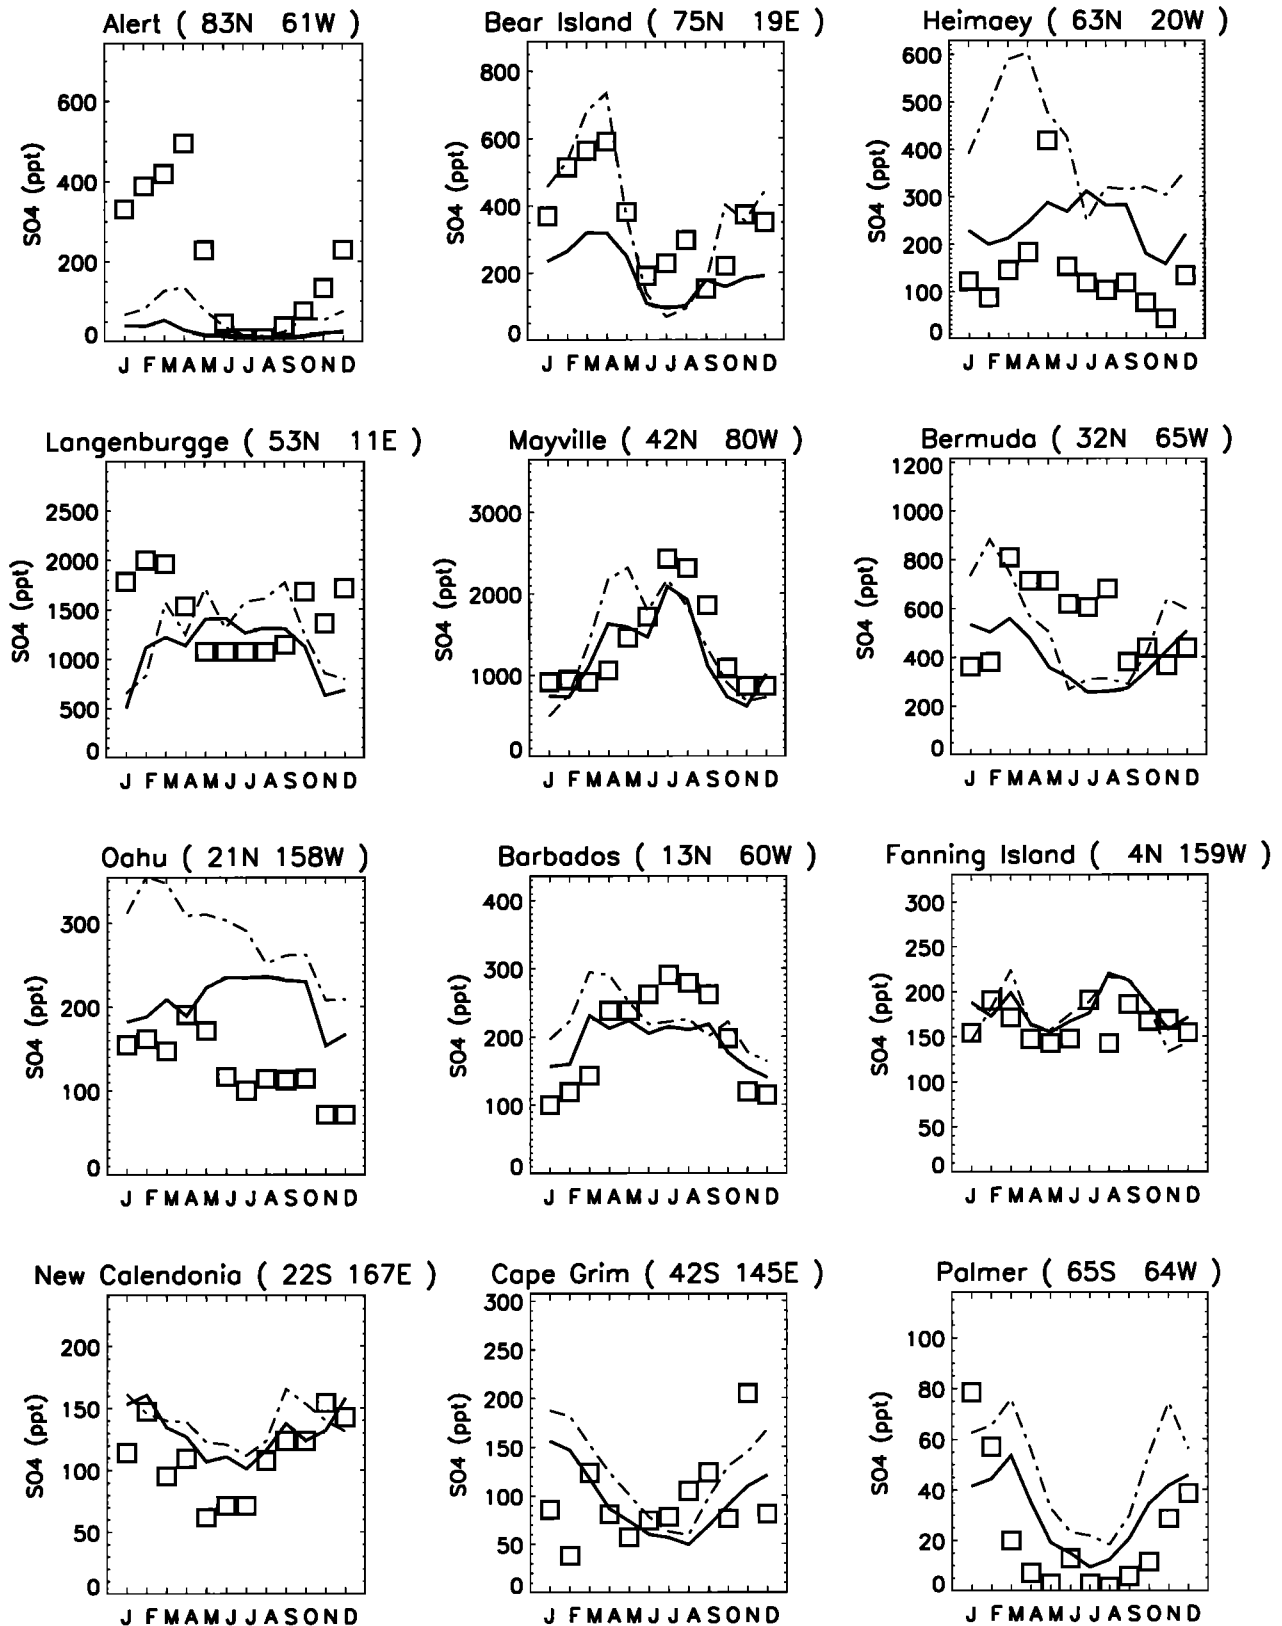 Alert ( 83N 61W )
SO4 (ppt)
600
400
200
0
J F M A M J J A S O N D
Bear Island ( 75N 19E )
SO4 (ppt)
800
600
400
200
0
J F M A M J J A S O N D
Heimaey ( 63N 20W )
SO4 (ppt)
600
500
400
300
200
100
0
J F M A M J J A S O N D
Langenburgge ( 53N 11E )
SO4 (ppt)
2500
2000
1500
1000
500
0
J F M A M J J A S O N D
Mayville ( 42N 80W )
SO4 (ppt)
3000
2000
1000
0
J F M A M J J A S O N D
Bermuda ( 32N 65W )
SO4 (ppt)
1200
1000
800
600
400
200
0
J F M A M J J A S O N D
Oahu ( 21N 158W )
SO4 (ppt)
300
200
100
0
J F M A M J J A S O N D
Barbados ( 13N 60W )
SO4 (ppt)
400
300
200
100
0
J F M A M J J A S O N D
Fanning Island ( 4N 159W )
SO4 (ppt)
300
250
200
150
100
50
0
J F M A M J J A S O N D
New Calendonia ( 22S 167E )
SO4 (ppt)
200
150
100
50
0
J F M A M J J A S O N D
Cape Grim ( 42S 145E )
SO4 (ppt)
300
250
200
150
100
50
0
J F M A M J J A S O N D
Palmer ( 65S 64W )
SO4 (ppt)
100
80
60
40
20
0
J F M A M J J A S O N D